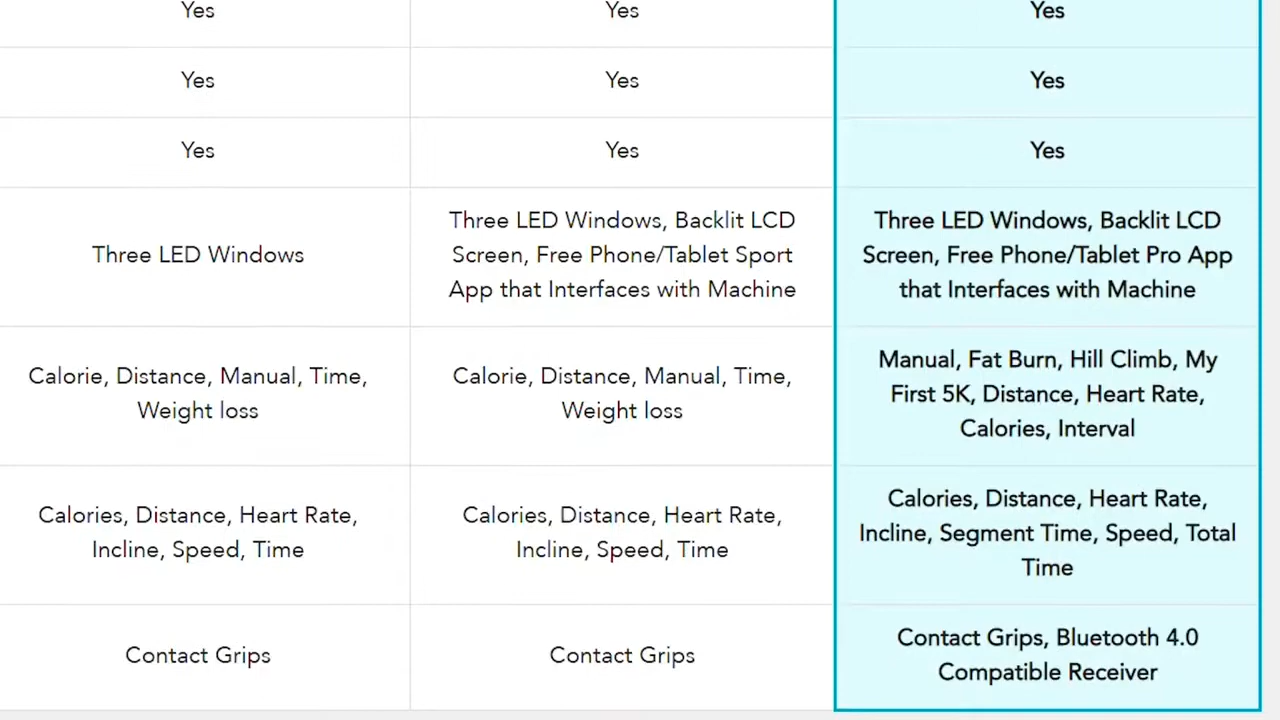 Yes
Yes
Yes
Yes
Yes
Yes
Yes
Yes
Yes
Three LED Windows
Three LED Windows, Backlit LCD
Screen, Free Phone/Tablet Sport
App that Interfaces with Machine
Three LED Windows, Backlit LCD
Screen, Free Phone/Tablet Pro App
that Interfaces with Machine
Calorie, Distance, Manual, Time,
Weight loss
Calorie, Distance, Manual, Time,
Weight loss
Manual, Fat Burn, Hill Climb, My
First 5K, Distance, Heart Rate,
Calories, Interval
Calories, Distance, Heart Rate,
Incline, Speed, Time
Calories, Distance, Heart Rate,
Incline, Speed, Time
Calories, Distance, Heart Rate,
Incline, Segment Time, Speed, Total
Time
Contact Grips
Contact Grips
Contact Grips, Bluetooth 4.0
Compatible Receiver